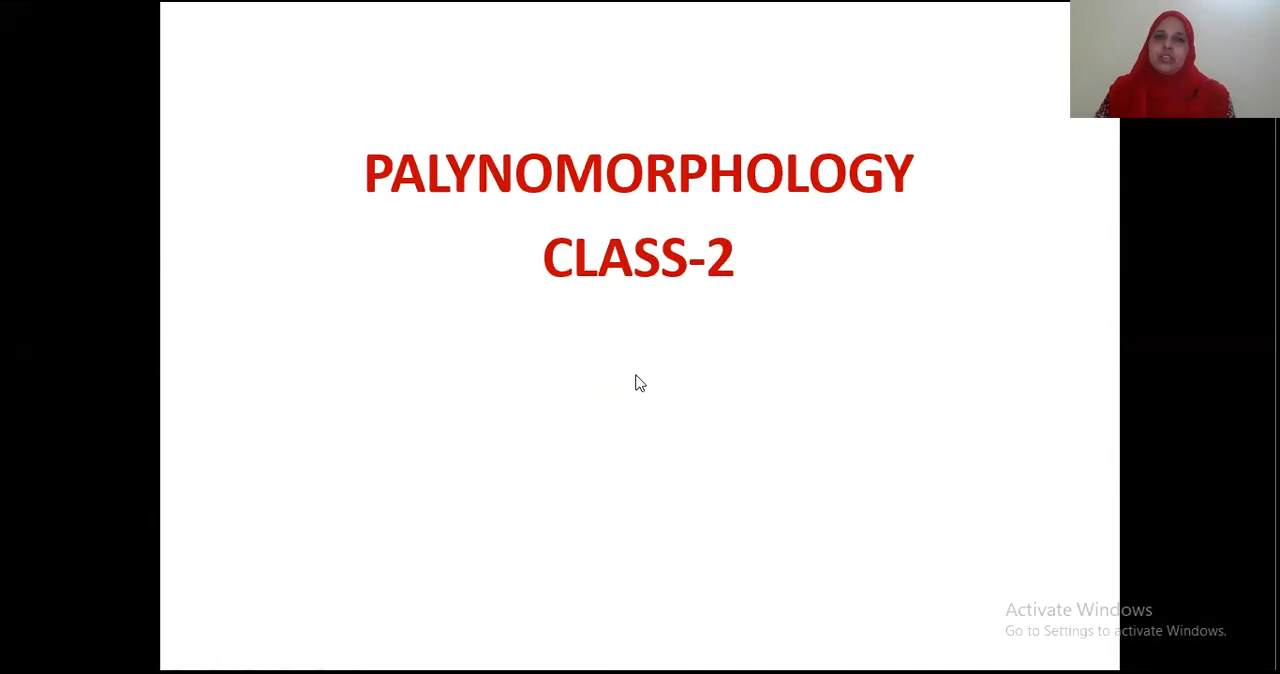 PALYNOMORPHOLOGY
CLASS-2
Activate Windows
Go to Settings to activate Windows.